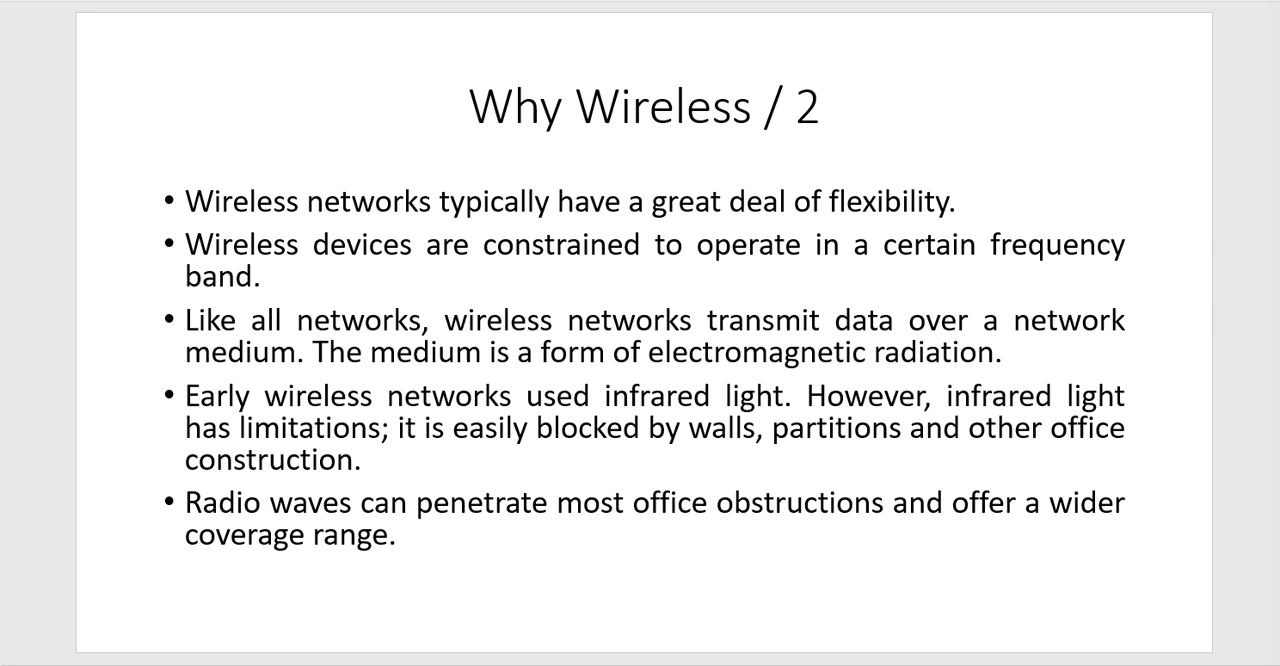 Why Wireless / 2
• Wireless networks typically have a great deal of flexibility.
• Wireless devices are constrained to operate in a certain frequency
band.
• Like all networks, wireless networks transmit data over a network
medium. The medium is a form of electromagnetic radiation.
• Early wireless networks used infrared light. However, infrared light
has limitations; it is easily blocked by walls, partitions and other office
construction.
• Radio waves can penetrate most office obstructions and offer a wider
coverage range.